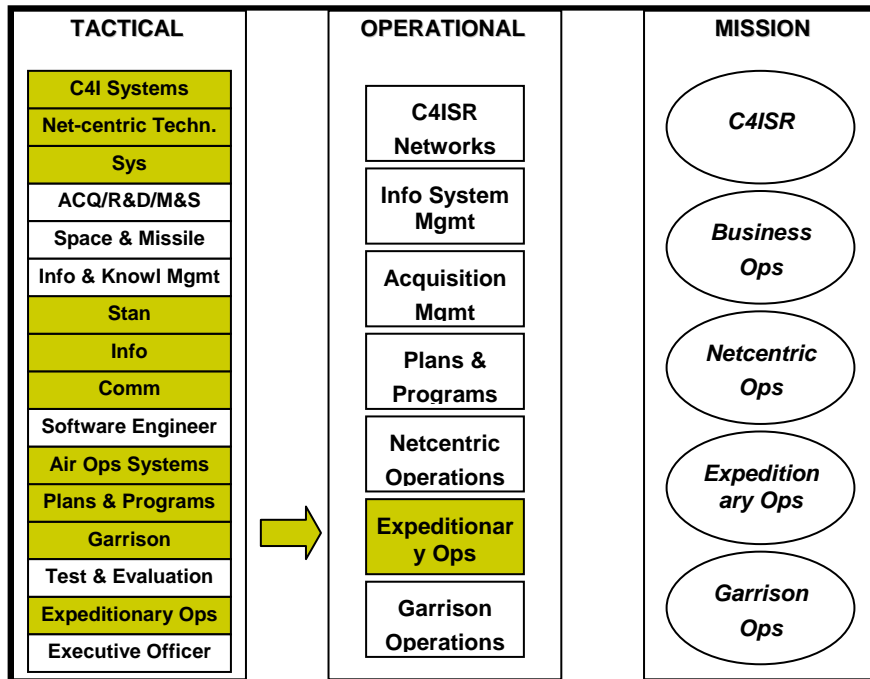 TACTICAL
C4I Systems
Net-centric Techn.
Sys
ACQ/R&D/M&S
Space & Missile
Info & Knowl Mgmt
Stan
Info
Comm
Software Engineer
Air Ops Systems
Plans & Programs
Garrison
Test & Evaluation
Expeditionary Ops
Executive Officer
OPERATIONAL
C4ISR
Networks
Info System
Mgmt
Acquisition
Mgmt
Plans &
Programs
Netcentric
Operations
Expeditionar
y Ops
Garrison
Operations
MISSION
C4ISR
Business
Ops
Netcentric
Ops
Expedition
ary Ops
Garrison
Ops